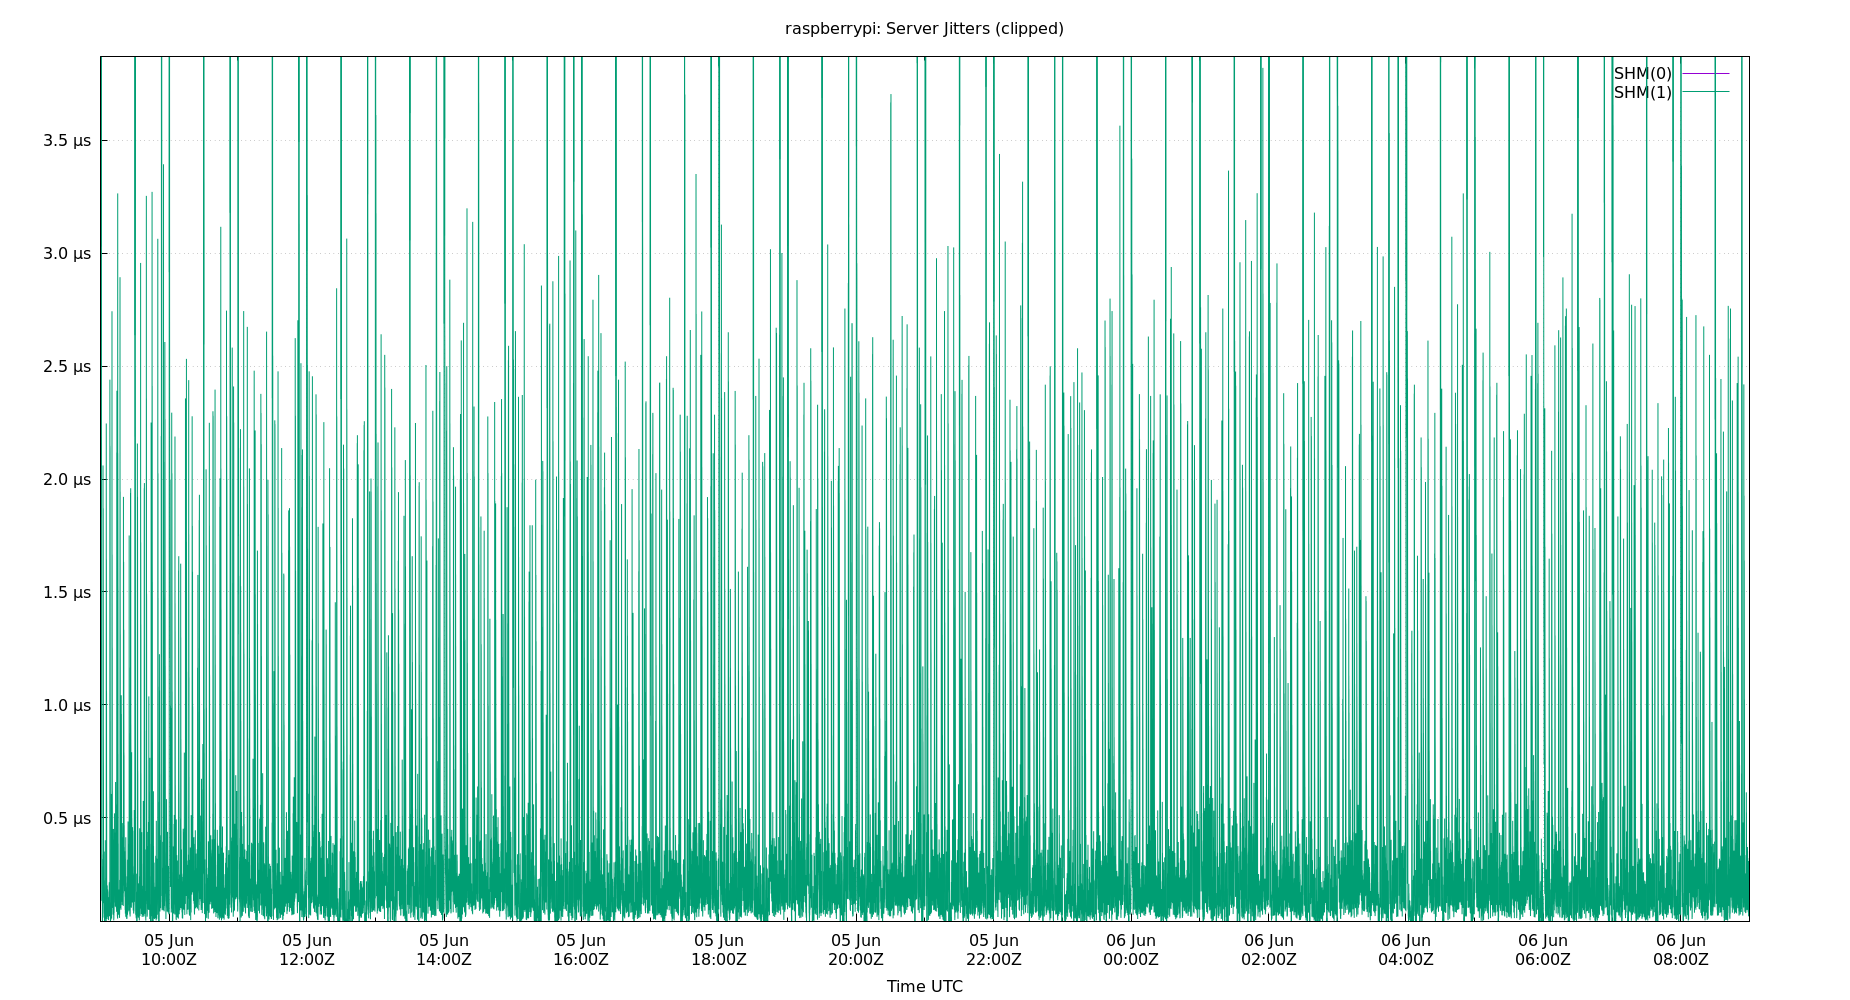 raspberrypi: Server Jitters (clipped)
SHM(0)
SHM(1)
3.5 µs
3.0 µs
2.5 µs
2.0 µs
1.5 µs
1.0 µs
0.5 µs
05 Jun 05 Jun 05 Jun 05 Jun 05 Jun 05 Jun 05 Jun 06 Jun 06 Jun 06 Jun 06 Jun 06 Jun
10:00Z 12:00Z 14:00Z 16:00Z 18:00Z 20:00Z 22:00Z 00:00Z 02:00Z 04:00Z 06:00Z 08:00Z
Time UTC